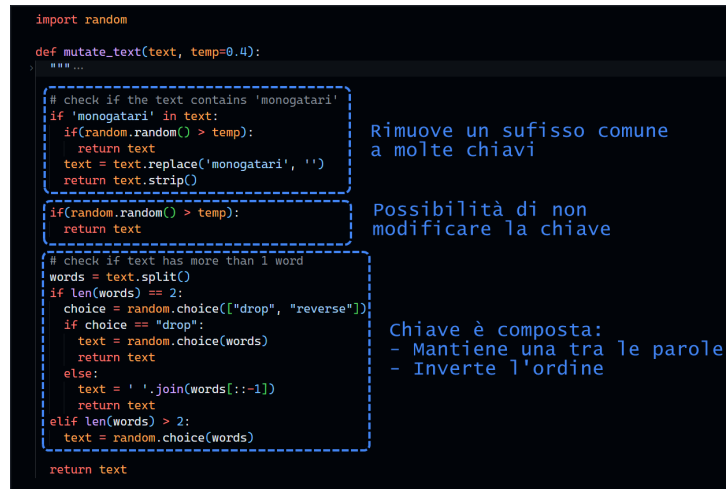 import random
def mutate_text(text, temp=0.4):
"""...
# check if the text contains 'monogatari'
if 'monogatari' in text:
if(random.random() > temp):
return text
text = text.replace('monogatari', '')
return text.strip()
Rimuove un sufisso comune
a molte chiavi
if(random.random() > temp):
return text
Possibilità di non
modificare la chiave
# check if text has more than 1 word
words = text.split()
if len(words) == 2:
choice = random.choice(["drop", "reverse"])
if choice == "drop":
text = random.choice(words)
return text
else:
text = ' '.join(words[::-1])
return text
elif len(words) > 2:
text = random.choice(words)
Chiave è composta:
- Mantiene una tra le parole
- Inverte l'ordine
return text